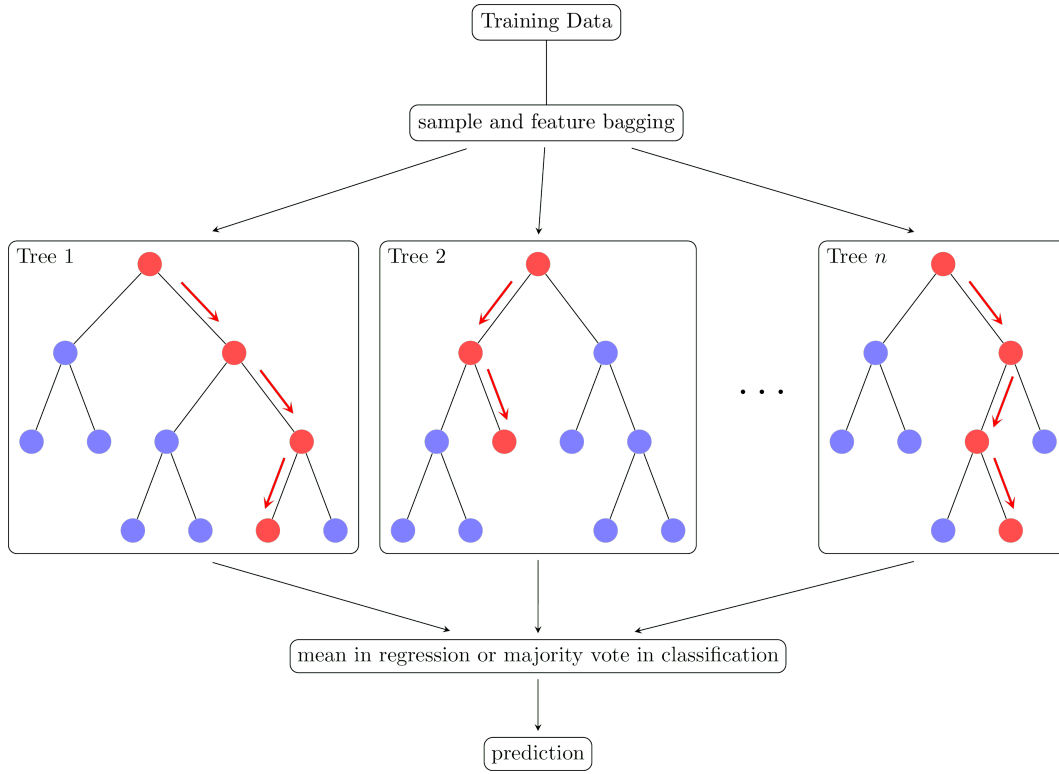 Training Data
sample and feature bagging
Tree 1
Tree 2
Tree n
. . .
mean in regression or majority vote in classification
prediction